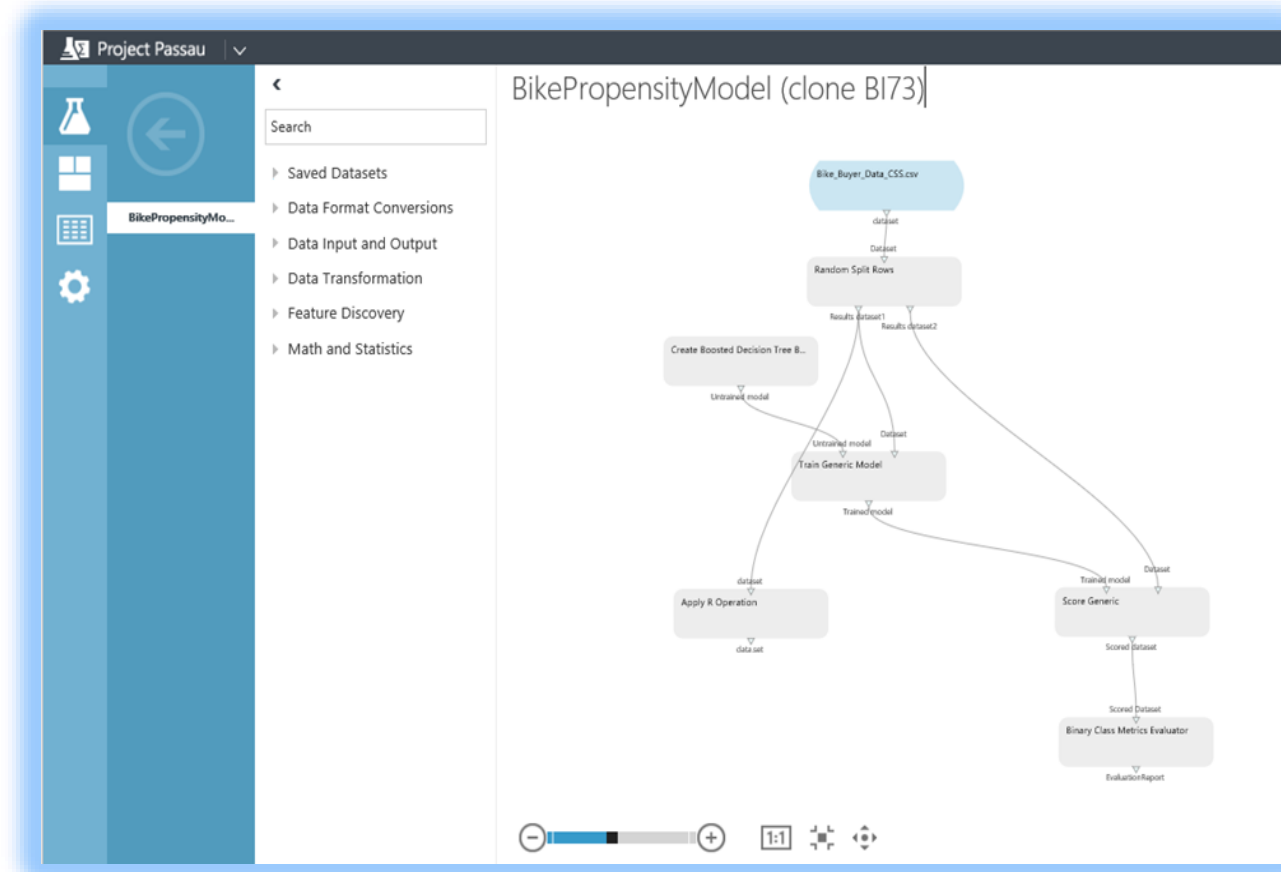 Project Passau
BikePropensityMo...
Search
Saved Datasets
Data Format Conversions
Data Input and Output
Data Transformation
Feature Discovery
Math and Statistics
BikePropensityModel (clone BI73)
Bike_Buyer_Data_CSS.csv
dataset
Dataset
Random Split Rows
Results dataset1
Results dataset2
Create Boosted Decision Tree B...
Untrained model
Untrained model
Dataset
Train Generic Model
Trained model
dataset
Apply R Operation
data.set
Trained model
Dataset
Score Generic
Scored dataset
Scored Dataset
Binary Class Metrics Evaluator
EvaluationReport
1:1